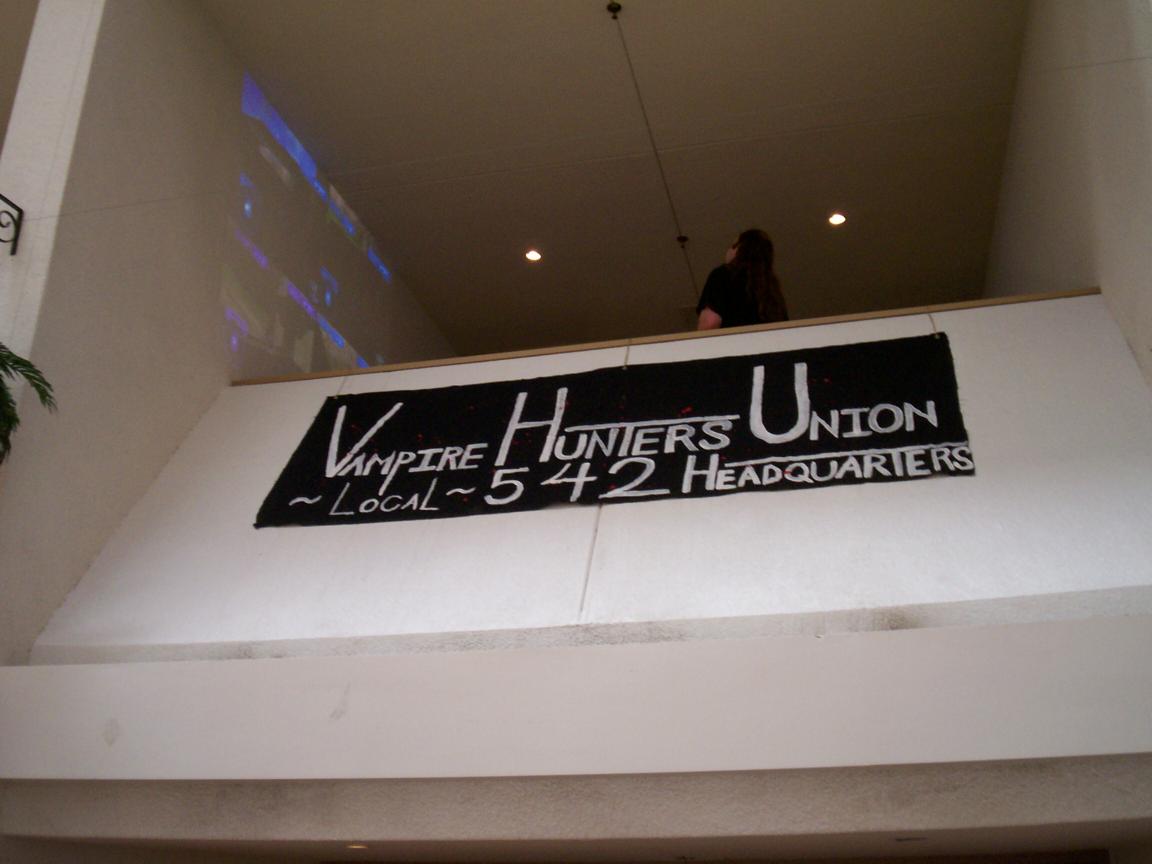 Vampire Hunters Union
~ Local ~ 542 Headquarters